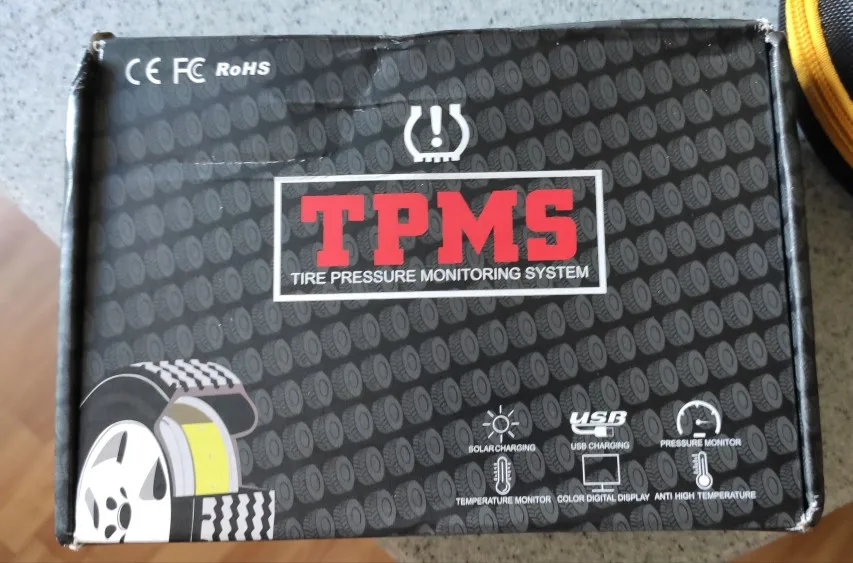 CE FC RoHS
TPMS
TIRE PRESSURE MONITORING SYSTEM
SOLAR CHARGING
USB
USB CHARGING
PRESSURE MONITOR
TEMPERATURE MONITOR
COLOR DIGITAL DISPLAY
ANTI HIGH TEMPERATURE